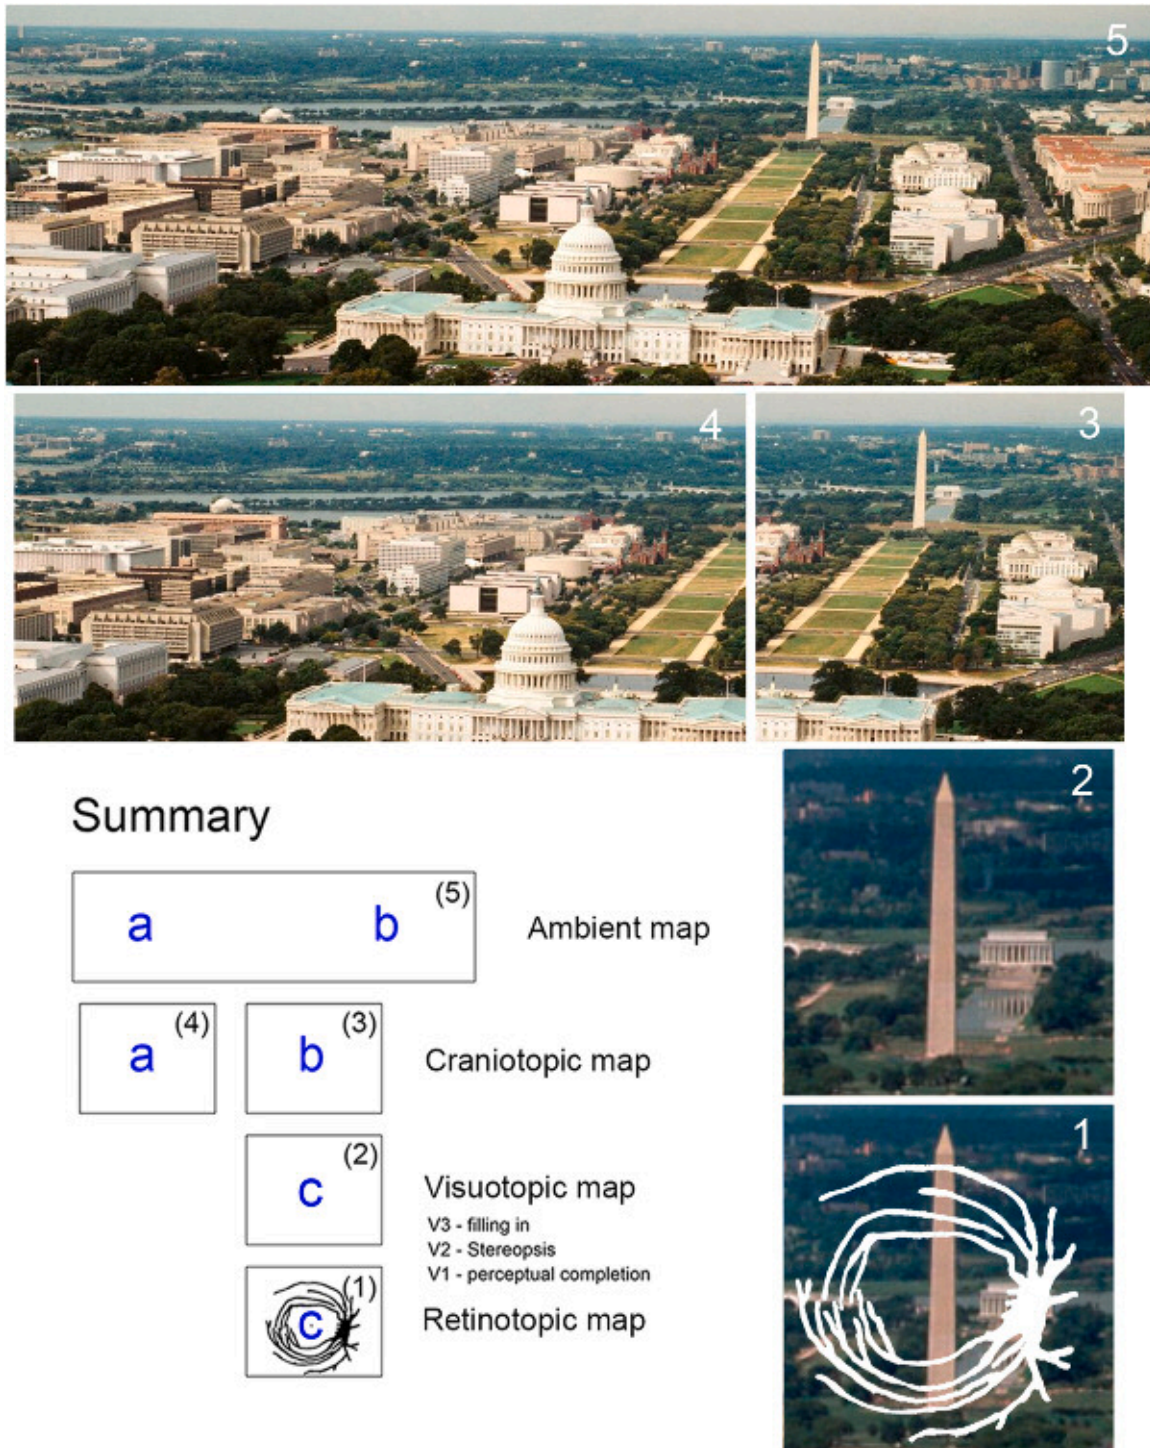 5
4
3
2
Summary
(5)
a b
Ambient map
(4)
(3)
a b
Craniotopic map
(2)
c
Visuotopic map
V3 - filling in
V2 - Stereopsis
V1 - perceptual completion
1
(1)
c
Retinotopic map